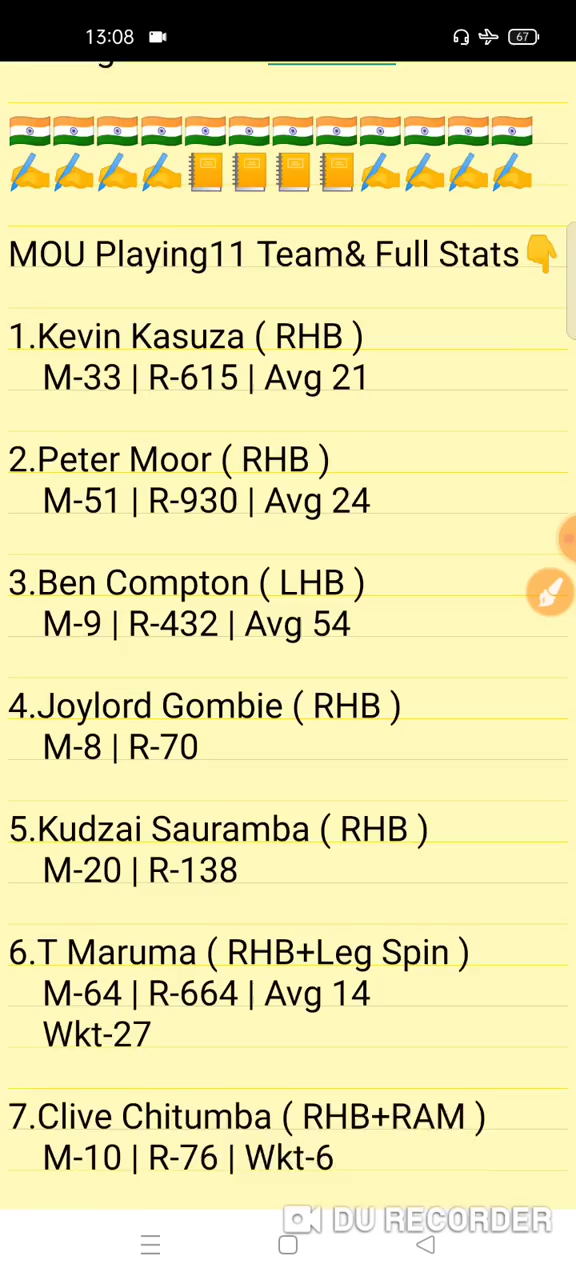 13:08
67
MOU Playing11 Team& Full Stats
1.Kevin Kasuza ( RHB )
M-33 | R-615 | Avg 21
2.Peter Moor ( RHB )
M-51 | R-930 | Avg 24
3.Ben Compton ( LHB )
M-9 | R-432 | Avg 54
4.Joylord Gombie ( RHB )
M-8 | R-70
5.Kudzai Sauramba ( RHB )
M-20 | R-138
6.T Maruma ( RHB+Leg Spin )
M-64 | R-664 | Avg 14
Wkt-27
7.Clive Chitumba ( RHB+RAM )
M-10 | R-76 | Wkt-6
DU RECORDER